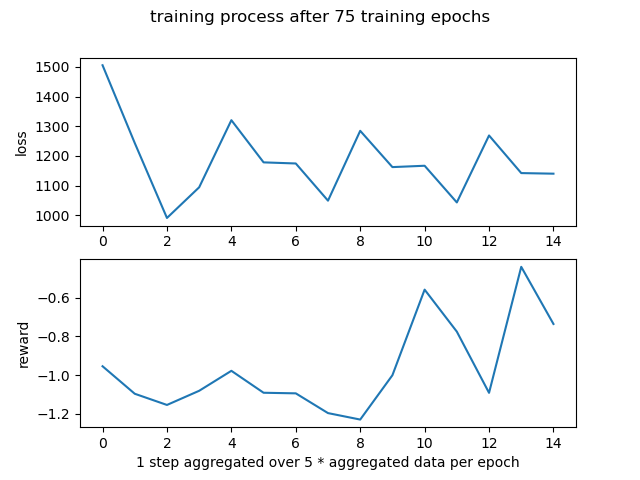 training process after 75 training epochs
1500
1400
1300
1200
1100
1000
loss
0 2 4 6 8 10 12 14
−0.6
−0.8
−1.0
−1.2
reward
0 2 4 6 8 10 12 14
1 step aggregated over 5 * aggregated data per epoch